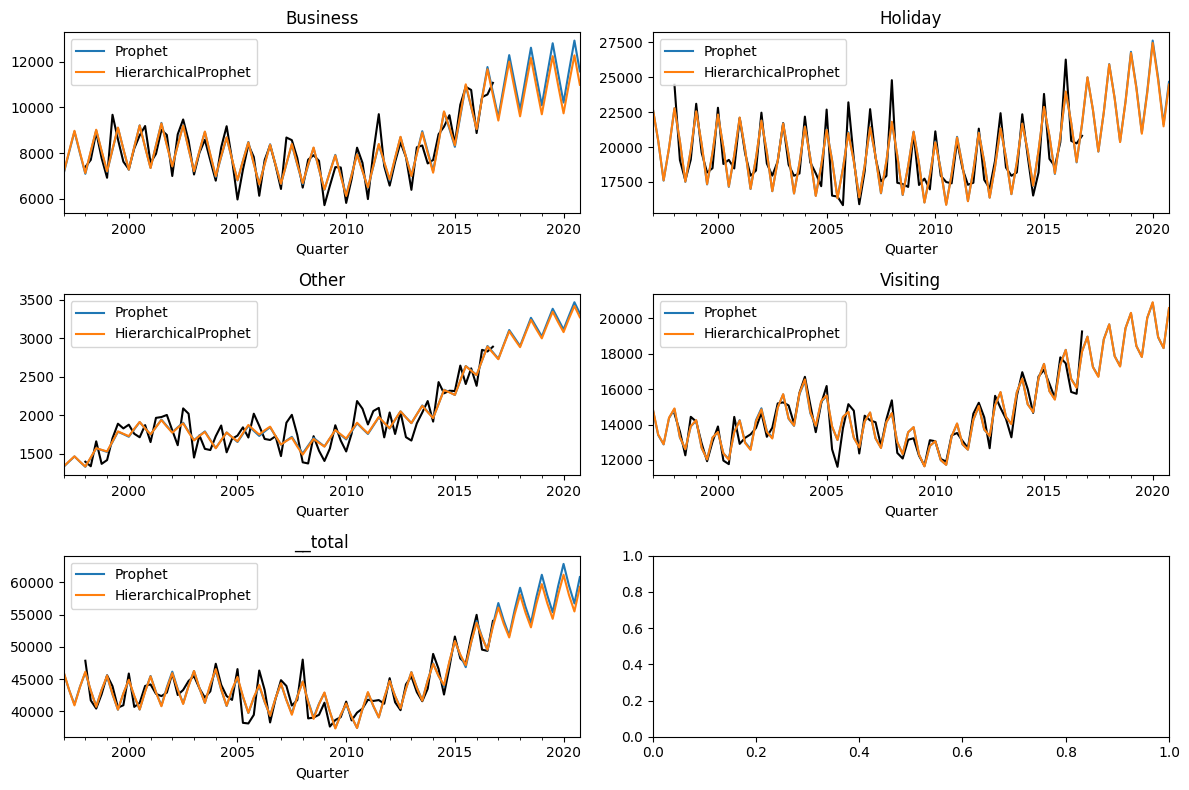 Business
Prophet
HierarchicalProphet
12000
10000
8000
6000
2000 2005 2010 2015 2020
Quarter
Holiday
Prophet
HierarchicalProphet
27500
25000
22500
20000
17500
2000 2005 2010 2015 2020
Quarter
Other
Prophet
HierarchicalProphet
3500
3000
2500
2000
1500
2000 2005 2010 2015 2020
Quarter
Visiting
Prophet
HierarchicalProphet
20000
18000
16000
14000
12000
2000 2005 2010 2015 2020
Quarter
__total
Prophet
HierarchicalProphet
60000
55000
50000
45000
40000
2000 2005 2010 2015 2020
Quarter
1.0
0.8
0.6
0.4
0.2
0.0
0.0 0.2 0.4 0.6 0.8 1.0